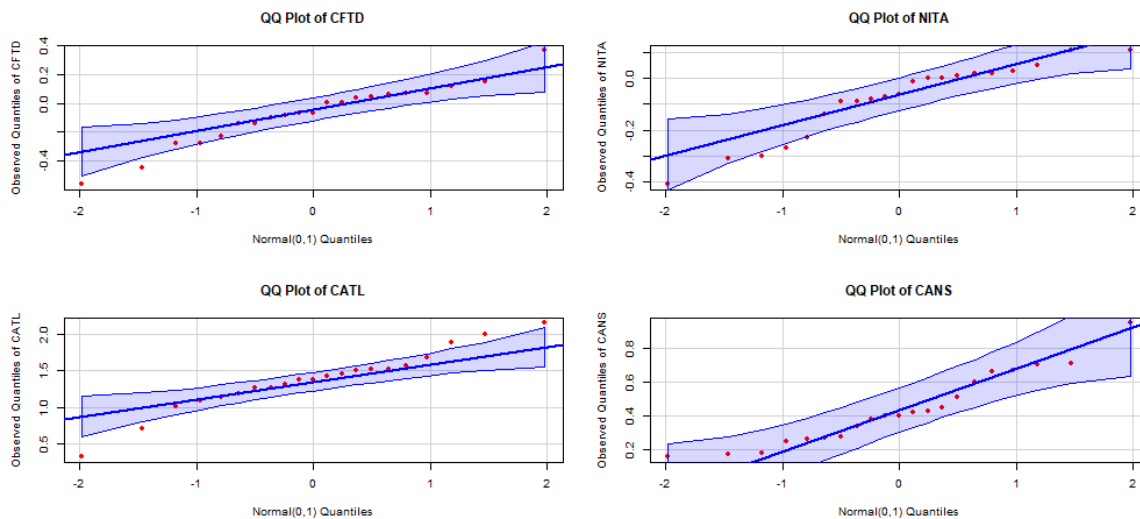 QQ Plot of CFTD
Observed Quantiles of CFTD
0.4
0.2
0.0
-0.4
-2
-1
0
1
2
Normal(0,1) Quantiles
QQ Plot of NITA
Observed Quantiles of NITA
0.0
-0.2
-0.4
-2
-1
0
1
2
Normal(0,1) Quantiles
QQ Plot of CATL
Observed Quantiles of CATL
2.0
1.5
1.0
0.5
-2
-1
0
1
2
Normal(0,1) Quantiles
QQ Plot of CANS
Observed Quantiles of CANS
0.8
0.6
0.4
0.2
-2
-1
0
1
2
Normal(0,1) Quantiles